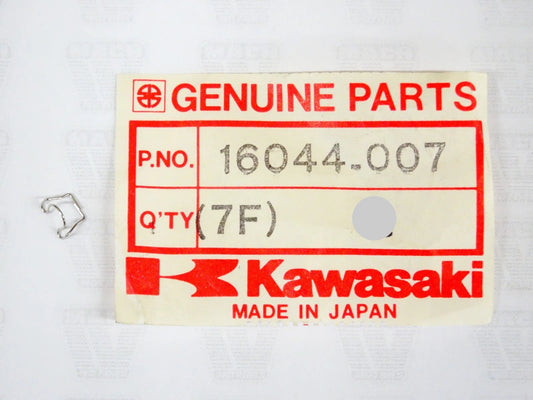 GENUINE PARTS
P.NO. 16044-007
Q'TY (7F)
Kawasaki
MADE IN JAPAN